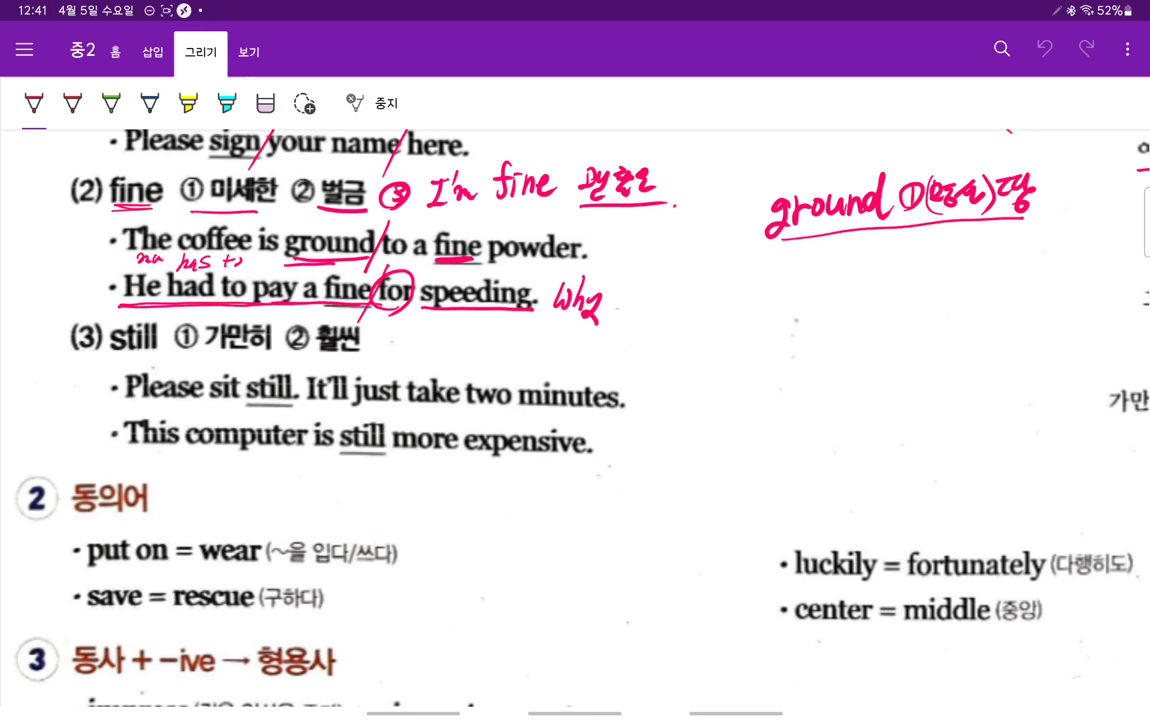 12:41 4월 5일 수요일 52%
중2 홈 삽입 그리기 보기
중지
· Please sign your name here.
(2) fine ① 미세한 ② 벌금 ③ I'm fine 괜찮은
ground ①(명사)땅
· The coffee is ground to a fine powder.
has to
· He had to pay a fine for speeding. Why
(3) still ① 가만히 ② 훨씬
· Please sit still. It'll just take two minutes.
가만
· This computer is still more expensive.
2 동의어
· put on = wear (~을 입다/쓰다)
· luckily = fortunately (다행히도)
· save = rescue (구하다)
· center = middle (중앙)
3 동사 + -ive → 형용사